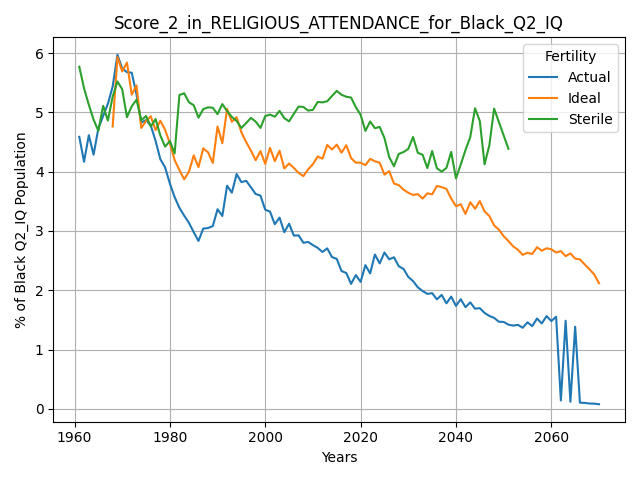 Score_2_in_RELIGIOUS_ATTENDANCE_for_Black_Q2_IQ
Fertility
Actual
Ideal
Sterile
% of Black Q2_IQ Population
6
5
4
3
2
1
0
1960 1980 2000 2020 2040 2060
Years